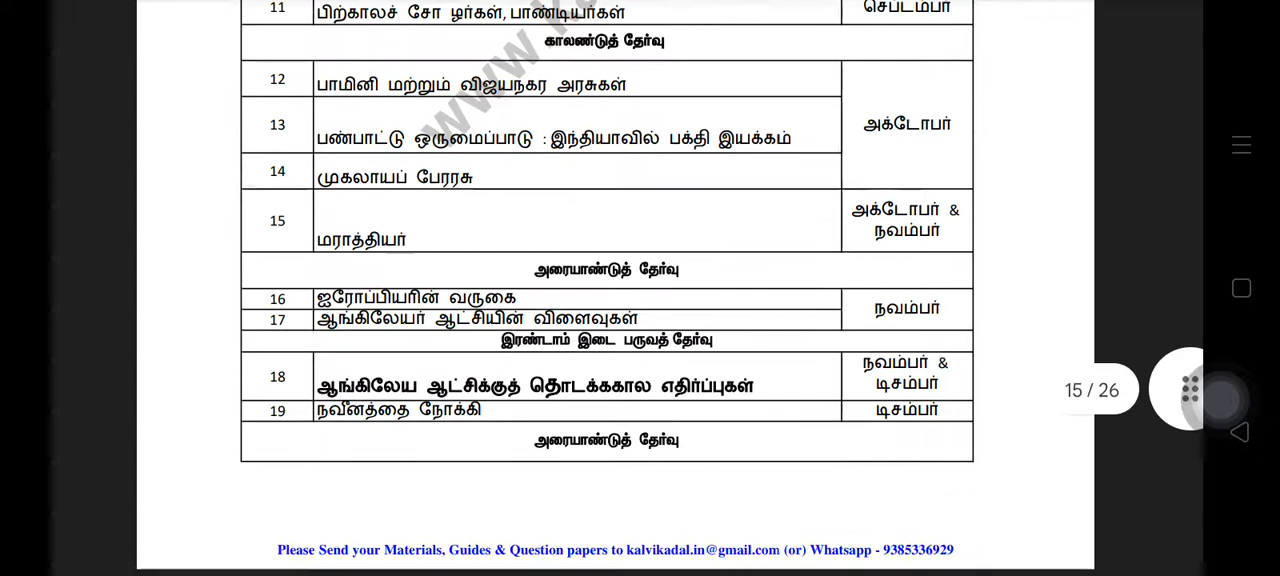 11 பிற்காலச் சோ ழர்கள், பாண்டியர்கள் செப்டம்பர்
காலண்டுத் தேர்வு
12 பாமினி மற்றும் விஜயநகர அரசுகள்
அக்டோபர்
13 பண்பாட்டு ஒருமைப்பாடு : இந்தியாவில் பக்தி இயக்கம்
14 முகலாயப் பேரரசு
அக்டோபர் &
நவம்பர்
15 மராத்தியர்
அரையாண்டுத் தேர்வு
16 ஐரோப்பியரின் வருகை
நவம்பர்
17 ஆங்கிலேயர் ஆட்சியின் விளைவுகள்
இரண்டாம் இடை பருவத் தேர்வு
நவம்பர் &
டிசம்பர்
18 ஆங்கிலேய ஆட்சிக்குத் தொடக்ககால எதிர்ப்புகள்
19 நவீனத்தை நோக்கி டிசம்பர்
அரையாண்டுத் தேர்வு
15 / 26
Please Send your Materials, Guides & Question papers to kalvikadal.in@gmail.com (or) Whatsapp - 9385336929